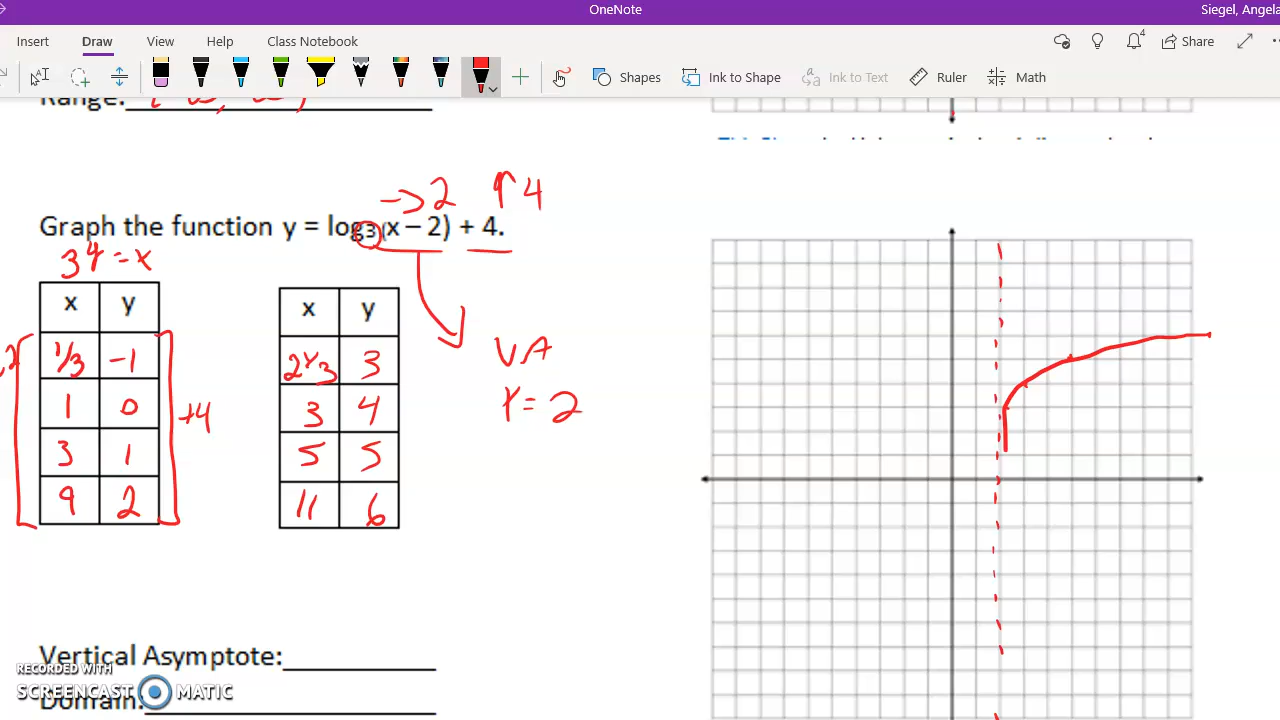 OneNote
Siegel, Angela
Insert Draw View Help Class Notebook
4 Share
Shapes Ink to Shape Ink to Text Ruler Math
Range:
→2 ↑4
Graph the function y = log3(x – 2) + 4.
3^y = x
x y
1/3 -1
1 0
3 1
9 2
+4
x y
2 1/3 3
3 4
5 5
11 6
VA
x = 2
Vertical Asymptote:
Domain:
RECORDED WITH
SCREENCAST MATIC